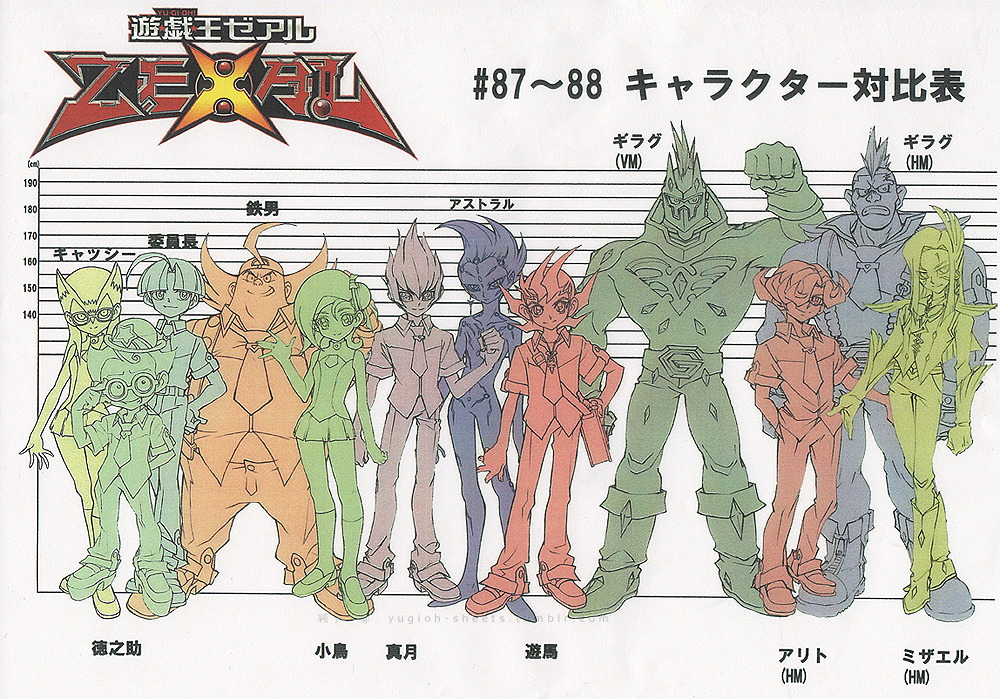 YU-GI-OH!
遊戯王ゼアル
ZEXAL
#87〜88 キャラクター対比表
ギラグ
(VM)
ギラグ
(HM)
(cm)
190
180
170
160
150
140
キャッシー
委員長
鉄男
アストラル
yugioh-sheets.tumblr.com
徳之助
小鳥
真月
遊馬
アリト
(HM)
ミザエル
(HM)